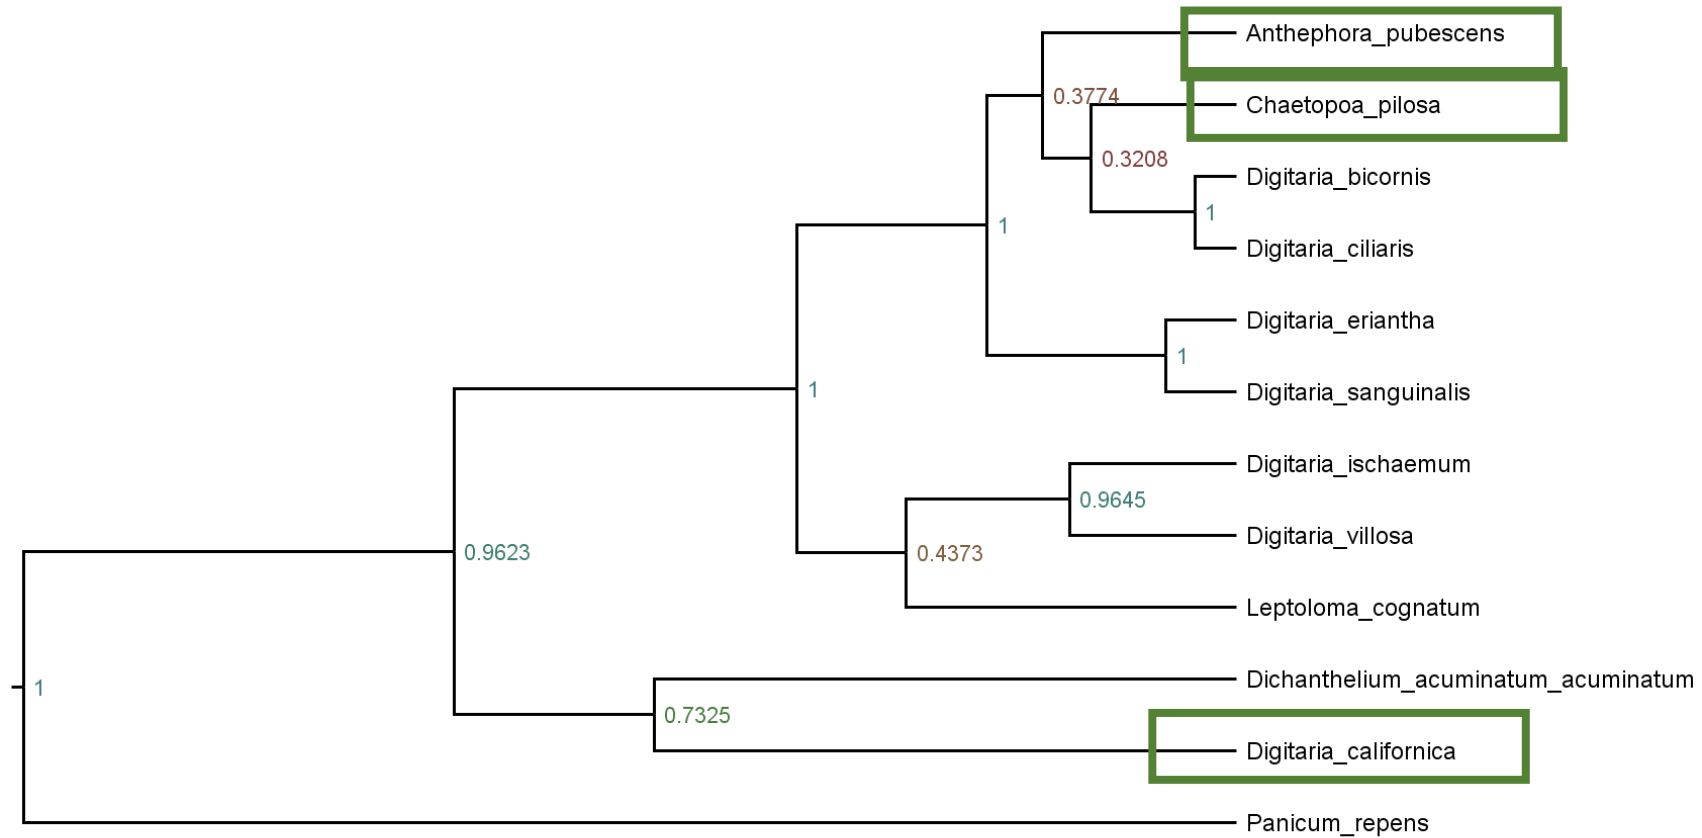 Anthephora_pubescens
0.3774
Chaetopoa_pilosa
0.3208
Digitaria_bicornis
1
1
Digitaria_ciliaris
Digitaria_eriantha
1
1
Digitaria_sanguinalis
Digitaria_ischaemum
0.9645
Digitaria_villosa
0.9623
0.4373
Leptoloma_cognatum
Dichanthelium_acuminatum_acuminatum
1
0.7325
Digitaria_californica
Panicum_repens